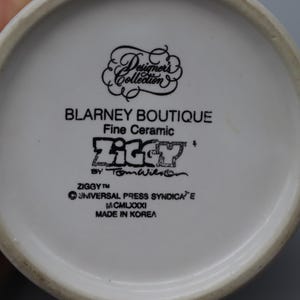 Designer's
Collection
BLARNEY BOUTIQUE
Fine Ceramic
ZiGGY
BY Tom Wilson
ZIGGY™
© UNIVERSAL PRESS SYNDICATE
MCMLXXXI
MADE IN KOREA